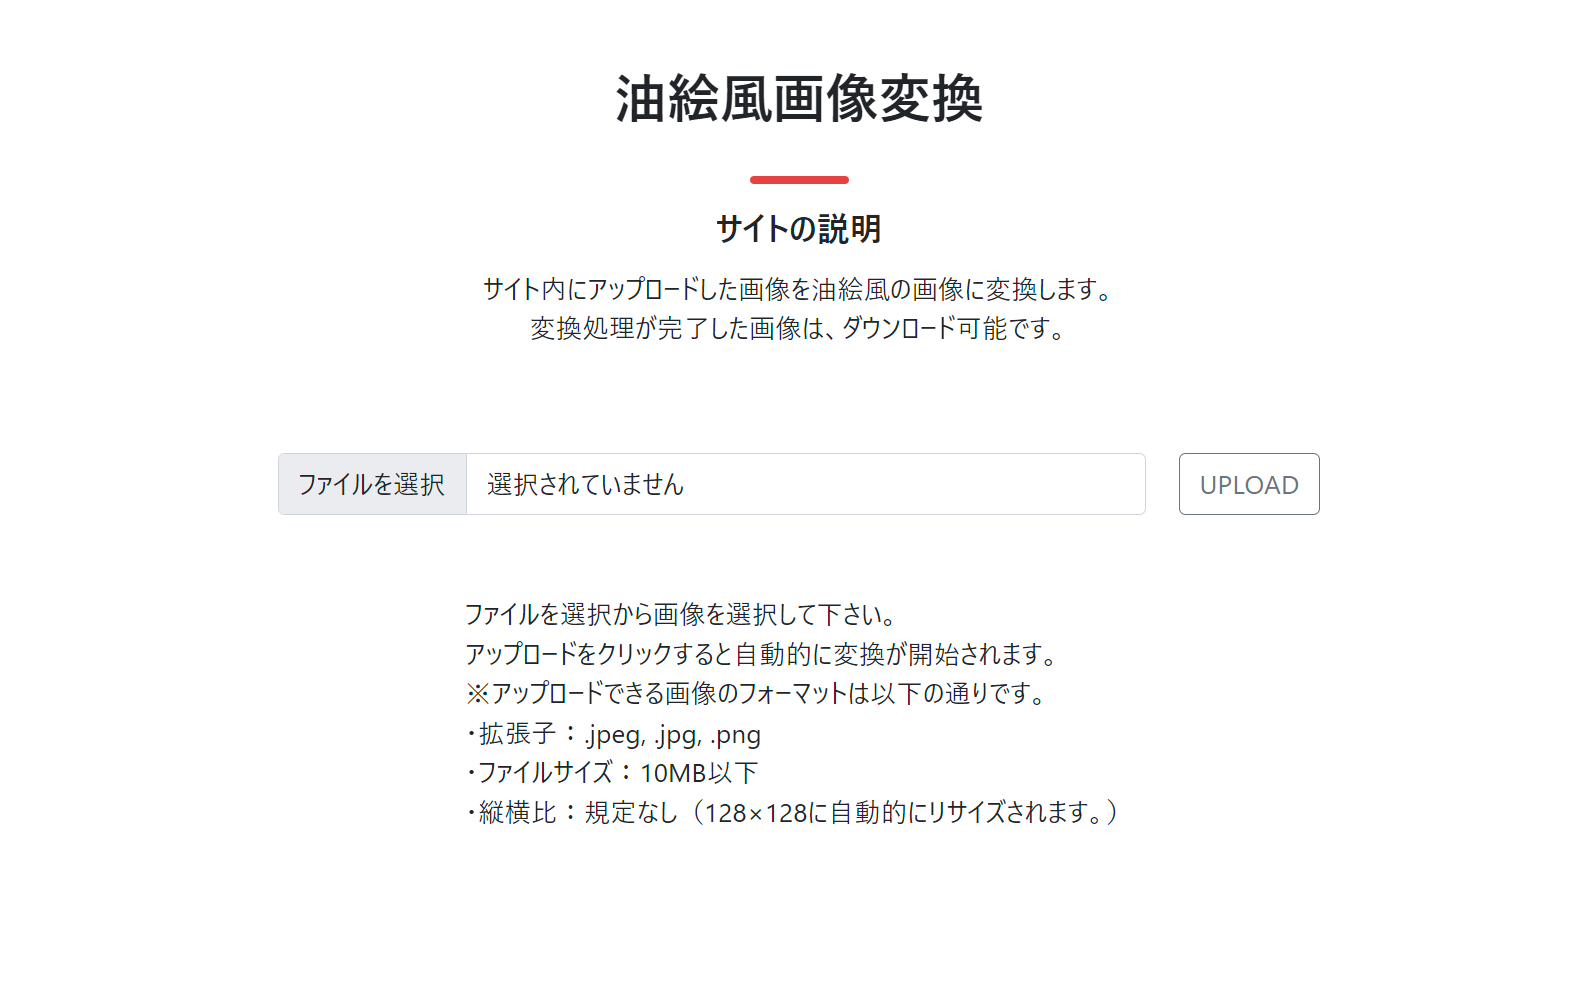 油絵風画像変換
サイトの説明
サイト内にアップロードした画像を油絵風の画像に変換します。
変換処理が完了した画像は、ダウンロード可能です。
ファイルを選択 選択されていません UPLOAD
ファイルを選択から画像を選択して下さい。
アップロードをクリックすると自動的に変換が開始されます。
※アップロードできる画像のフォーマットは以下の通りです。
・拡張子：.jpeg, .jpg, .png
・ファイルサイズ：10MB以下
・縦横比：規定なし（128×128に自動的にリサイズされます。）